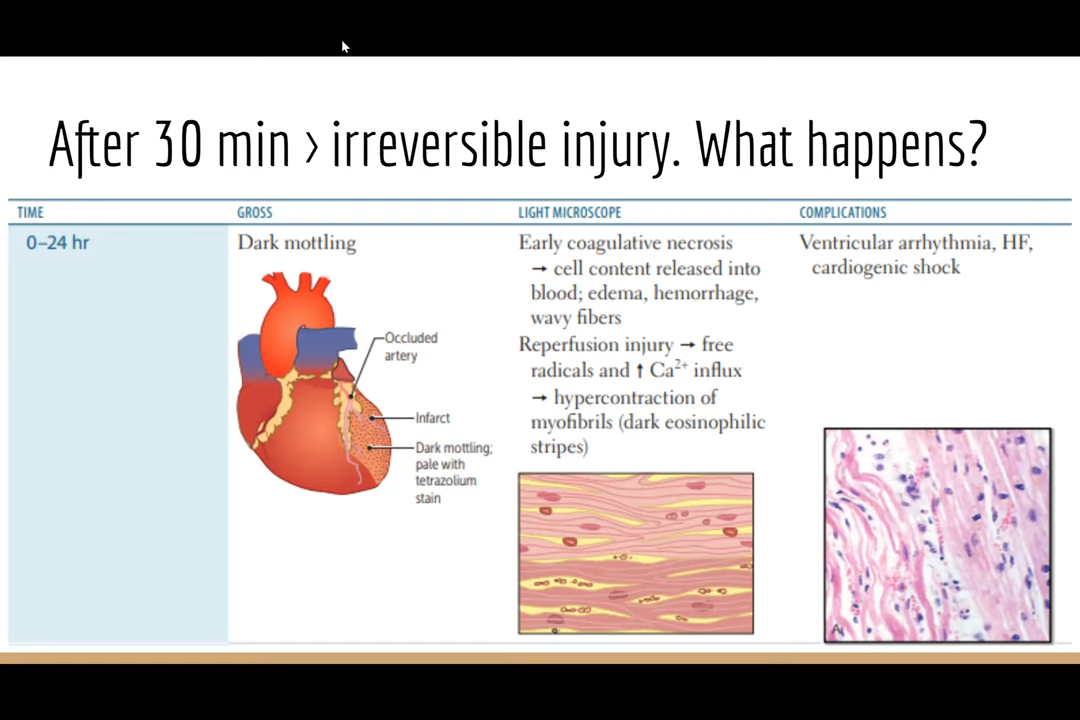 After 30 min > irreversible injury. What happens?
TIME
GROSS
LIGHT MICROSCOPE
COMPLICATIONS
0–24 hr
Dark mottling
Occluded
artery
Infarct
Dark mottling;
pale with
tetrazolium
stain
Early coagulative necrosis
→ cell content released into
blood; edema, hemorrhage,
wavy fibers
Reperfusion injury → free
radicals and ↑ Ca²⁺ influx
→ hypercontraction of
myofibrils (dark eosinophilic
stripes)
Ventricular arrhythmia, HF,
cardiogenic shock